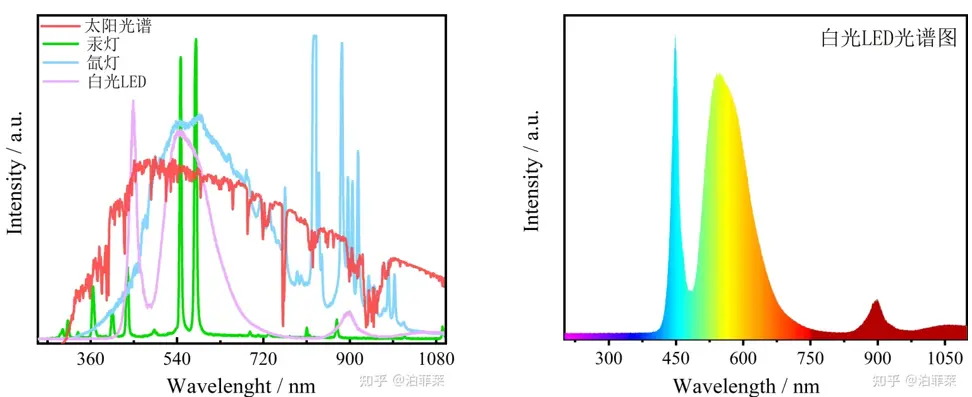 太阳光谱
汞灯
氙灯
白光LED
Intensity / a.u.
360 540 720 900 1080
Wavelenght / nm
知乎 @泊菲莱
白光LED光谱图
Intensity / a.u.
300 450 600 750 900 1050
Wavelength / nm
知乎 @泊菲莱